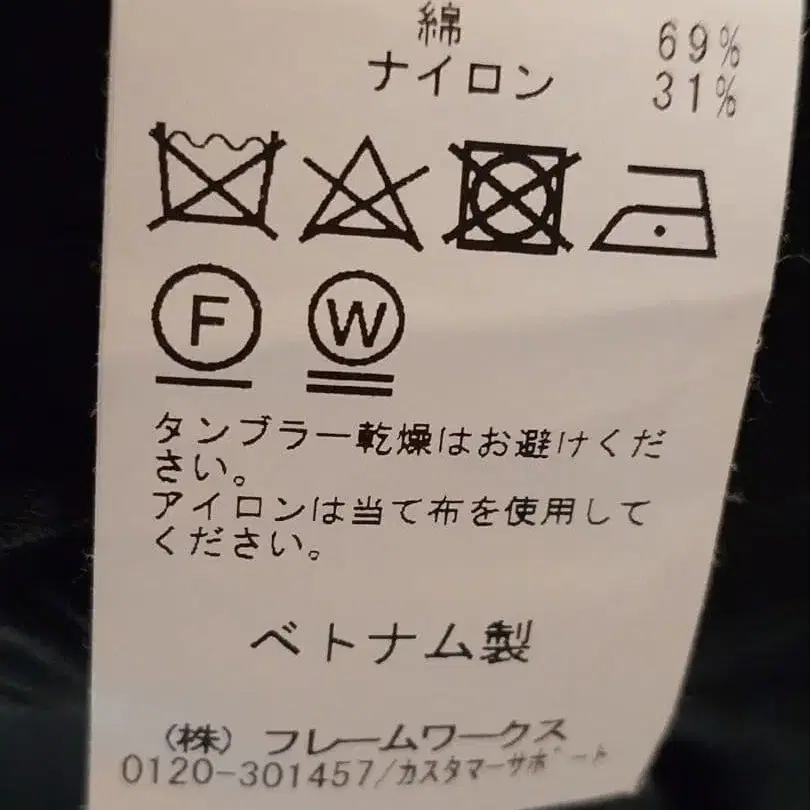 綿 69%
ナイロン 31%
F W
タンブラー乾燥はお避けくだ
さい。
アイロンは当て布を使用して
ください。
ベトナム製
(株) フレームワークス
0120-301457/カスタマーサポート